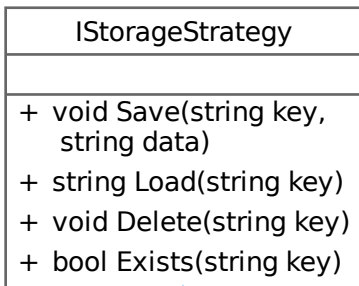 IStorageStrategy
+ void Save(string key,
string data)
+ string Load(string key)
+ void Delete(string key)
+ bool Exists(string key)